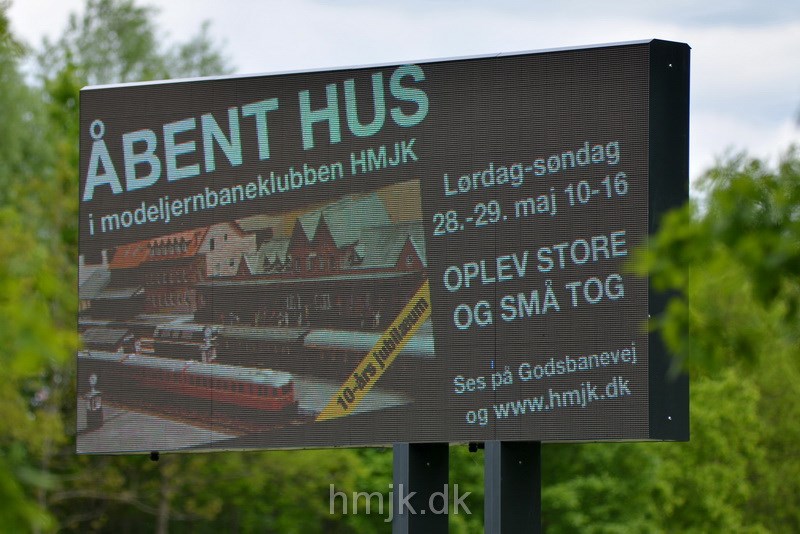 ÅBENT HUS
i modeljernbaneklubben HMJK
Lørdag-søndag
28.-29. maj 10-16
OPLEV STORE
OG SMÅ TOG
10-års jubilæum
Ses på Godsbanevej
og www.hmjk.dk
hmjk.dk